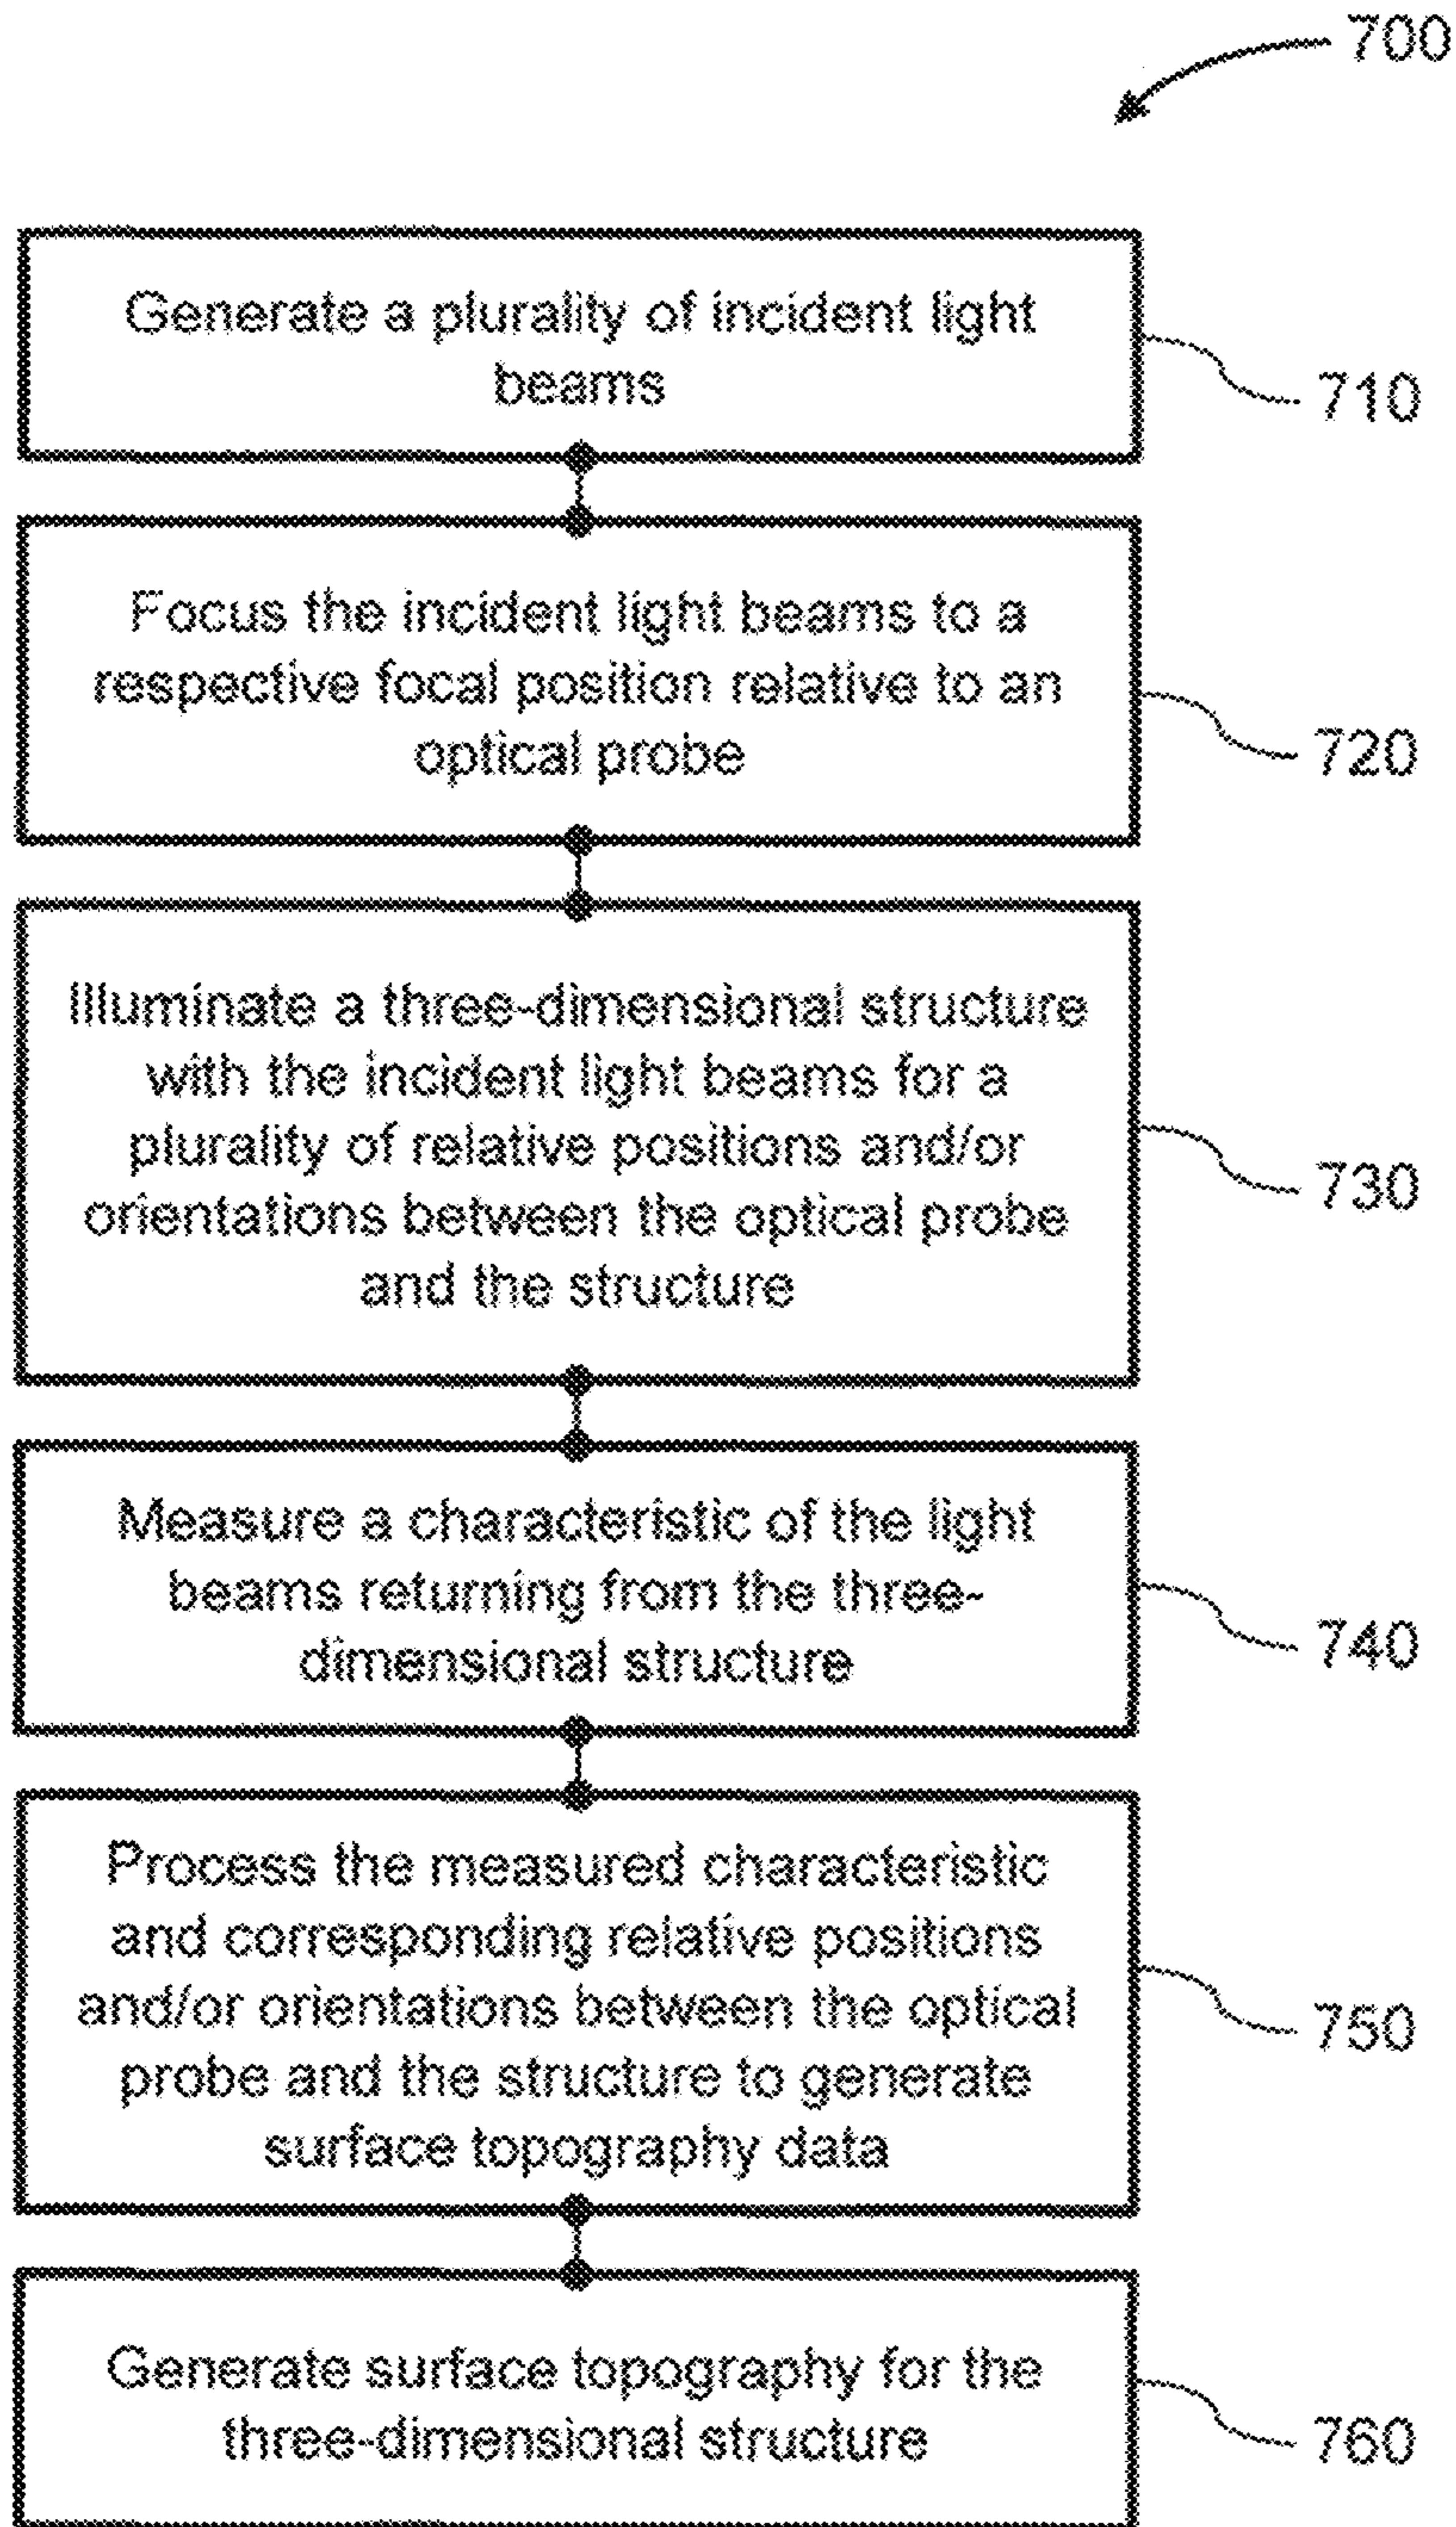 700
Generate a plurality of incident light
beams
710
Focus the incident light beams to a
respective focal position relative to an
optical probe
720
Illuminate a three-dimensional structure
with the incident light beams for a
plurality of relative positions and/or
orientations between the optical probe
and the structure
730
Measure a characteristic of the light
beams returning from the three-
dimensional structure
740
Process the measured characteristic
and corresponding relative positions
and/or orientations between the optical
probe and the structure to generate
surface topography data
750
Generate surface topography for the
three-dimensional structure
760